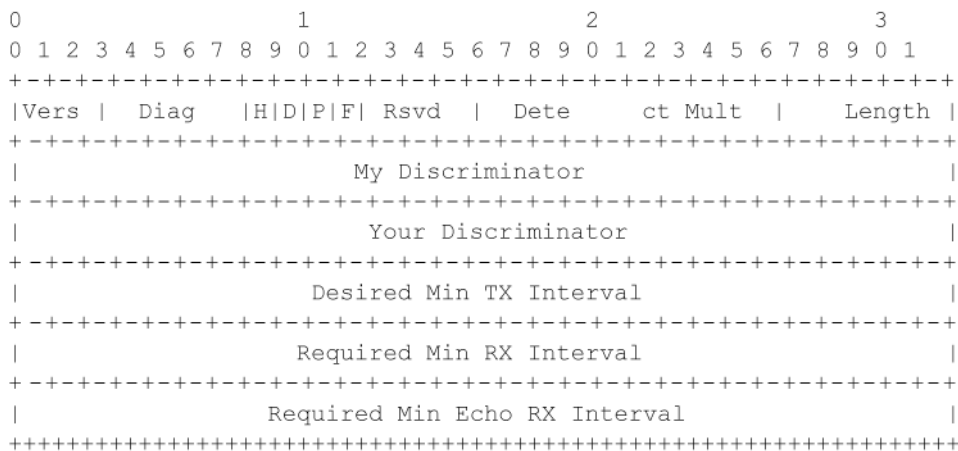 0                   1                   2                   3
0 1 2 3 4 5 6 7 8 9 0 1 2 3 4 5 6 7 8 9 0 1 2 3 4 5 6 7 8 9 0 1
+-+-+-+-+-+-+-+-+-+-+-+-+-+-+-+-+-+-+-+-+-+-+-+-+-+-+-+-+-+-+-+-+
|Vers |  Diag   |H|D|P|F| Rsvd  |  Dete     ct Mult  |    Length |
+-+-+-+-+-+-+-+-+-+-+-+-+-+-+-+-+-+-+-+-+-+-+-+-+-+-+-+-+-+-+-+-+
|                       My Discriminator                         |
+-+-+-+-+-+-+-+-+-+-+-+-+-+-+-+-+-+-+-+-+-+-+-+-+-+-+-+-+-+-+-+-+
|                        Your Discriminator                      |
+-+-+-+-+-+-+-+-+-+-+-+-+-+-+-+-+-+-+-+-+-+-+-+-+-+-+-+-+-+-+-+-+
|                    Desired Min TX Interval                     |
+-+-+-+-+-+-+-+-+-+-+-+-+-+-+-+-+-+-+-+-+-+-+-+-+-+-+-+-+-+-+-+-+
|                   Required Min RX Interval                     |
+-+-+-+-+-+-+-+-+-+-+-+-+-+-+-+-+-+-+-+-+-+-+-+-+-+-+-+-+-+-+-+-+
|                 Required Min Echo RX Interval                  |
+++++++++++++++++++++++++++++++++++++++++++++++++++++++++++++++++